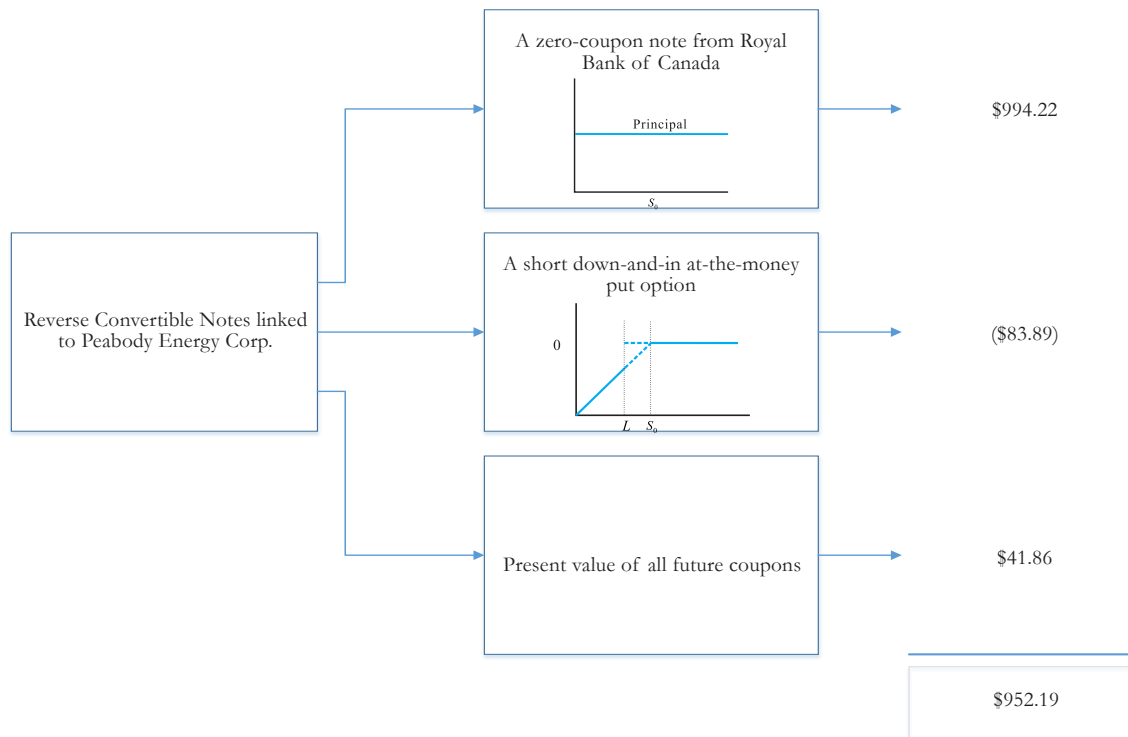 A zero-coupon note from Royal
Bank of Canada
Principal
S₀
$994.22
Reverse Convertible Notes linked
to Peabody Energy Corp.
A short down-and-in at-the-money
put option
0
L S₀
($83.89)
Present value of all future coupons
$41.86
$952.19